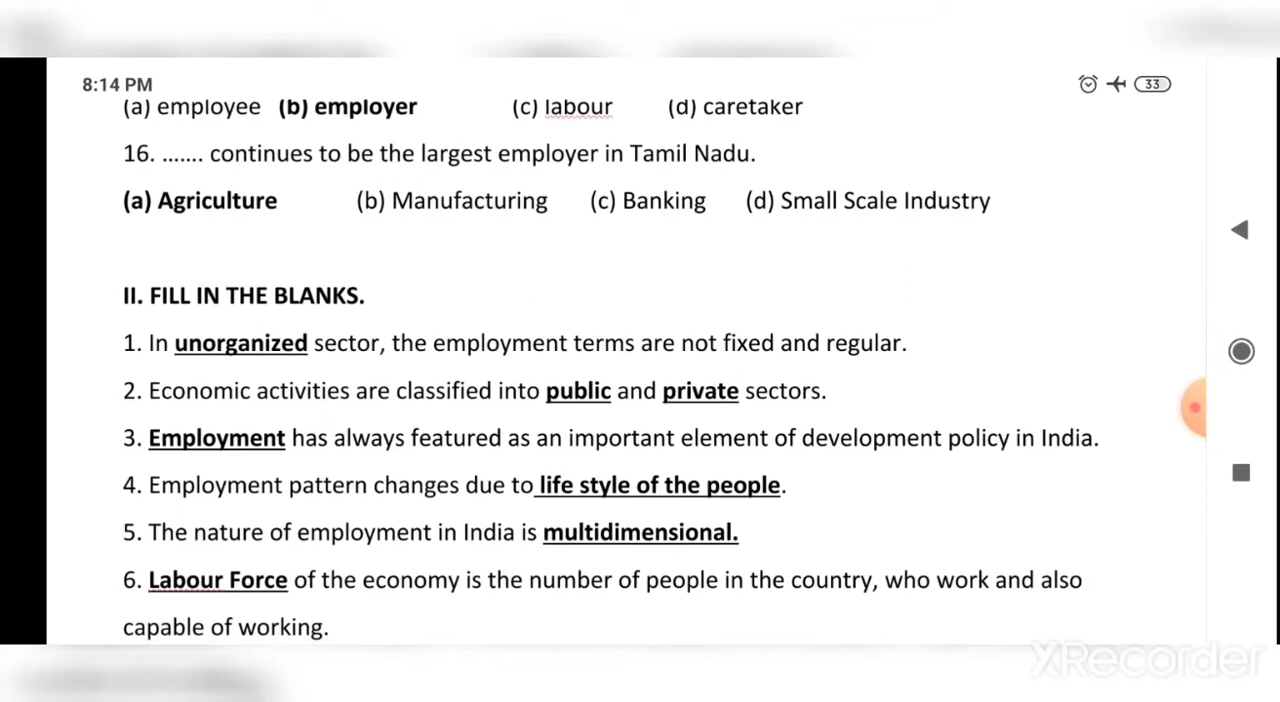 8:14 PM
33
(a) employee (b) employer (c) labour (d) caretaker
16. ....... continues to be the largest employer in Tamil Nadu.
(a) Agriculture (b) Manufacturing (c) Banking (d) Small Scale Industry
II. FILL IN THE BLANKS.
1. In unorganized sector, the employment terms are not fixed and regular.
2. Economic activities are classified into public and private sectors.
3. Employment has always featured as an important element of development policy in India.
4. Employment pattern changes due to life style of the people.
5. The nature of employment in India is multidimensional.
6. Labour Force of the economy is the number of people in the country, who work and also
capable of working.
XRecorder